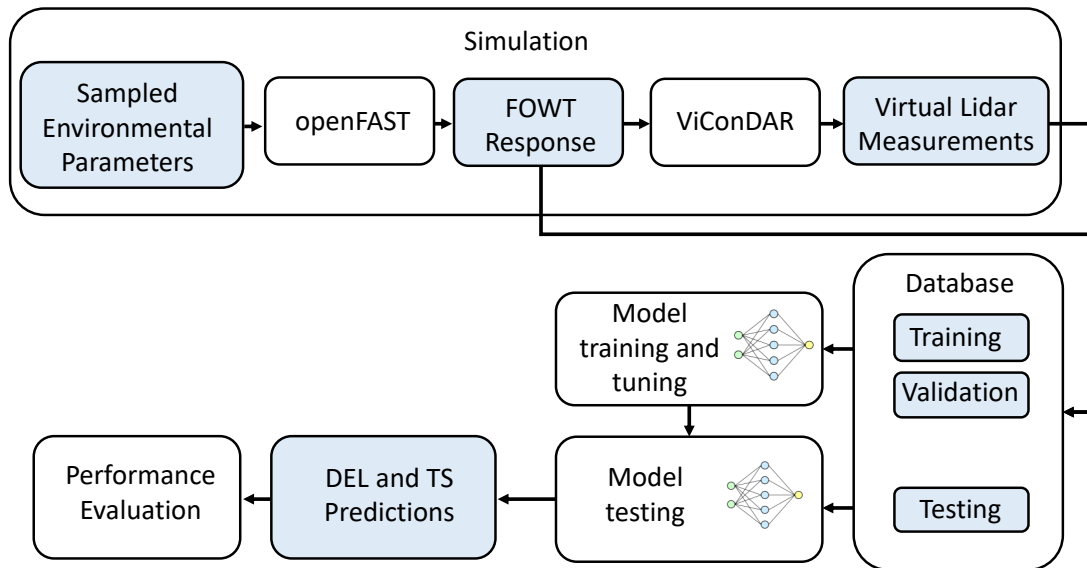 Simulation
Sampled
Environmental
Parameters
openFAST
FOWT
Response
ViConDAR
Virtual Lidar
Measurements
Database
Training
Validation
Testing
Model
training and
tuning
Model
testing
DEL and TS
Predictions
Performance
Evaluation